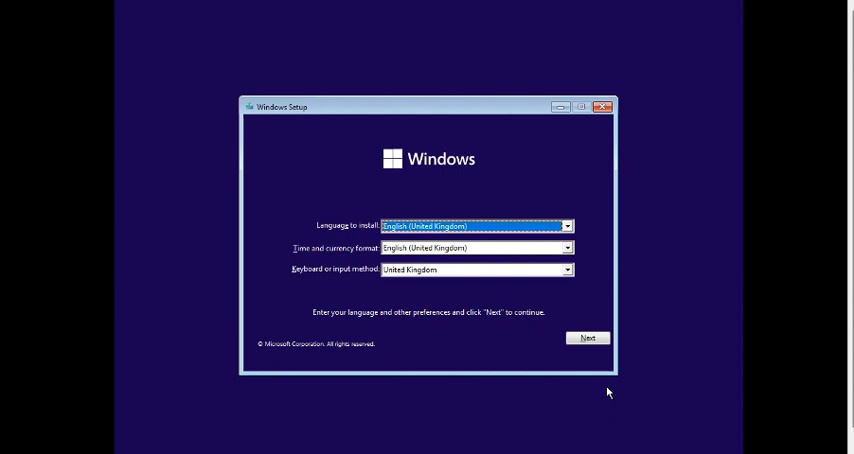 Windows Setup
Windows
Language to install: English (United Kingdom)
Time and currency format: English (United Kingdom)
Keyboard or input method: United Kingdom
Enter your language and other preferences and click "Next" to continue.
Next
© Microsoft Corporation. All rights reserved.